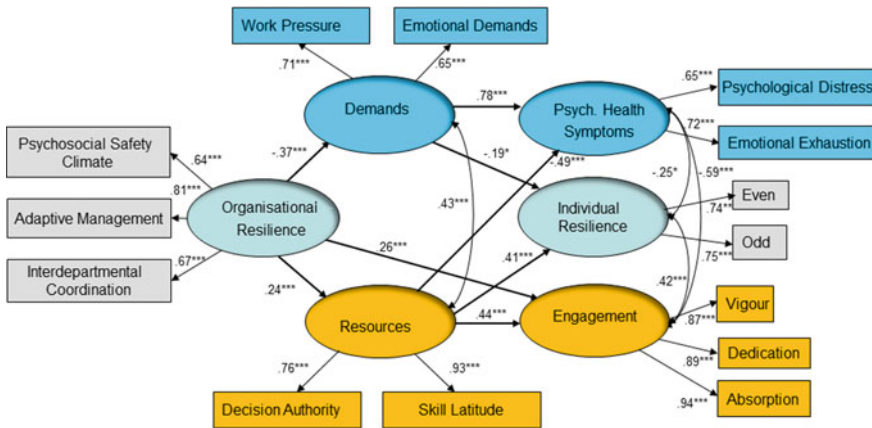 Work Pressure
Emotional Demands
.71***
.65***
.65***
Psychological Distress
Demands
.78***
Psych. Health
Symptoms
.72***
Emotional Exhaustion
Psychosocial Safety
Climate
.64***
-.37***
-.19*
-.49***
-.25*
-.59***
Even
.74**
.81***
Adaptive Management
Organisational
Resilience
.43***
Individual
Resilience
Odd
.75***
.67***
Interdepartmental
Coordination
.26***
.41***
.42***
.24***
Resources
.44***
Engagement
.87***
Vigour
.89***
Dedication
.76***
.93***
.94***
Absorption
Decision Authority
Skill Latitude